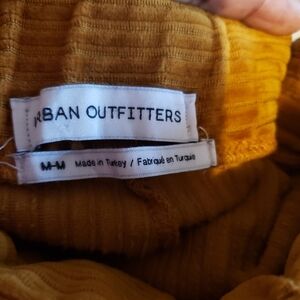 RBAN OUTFITTERS
M-M Made in Turkey / Fabriqué en Turquie